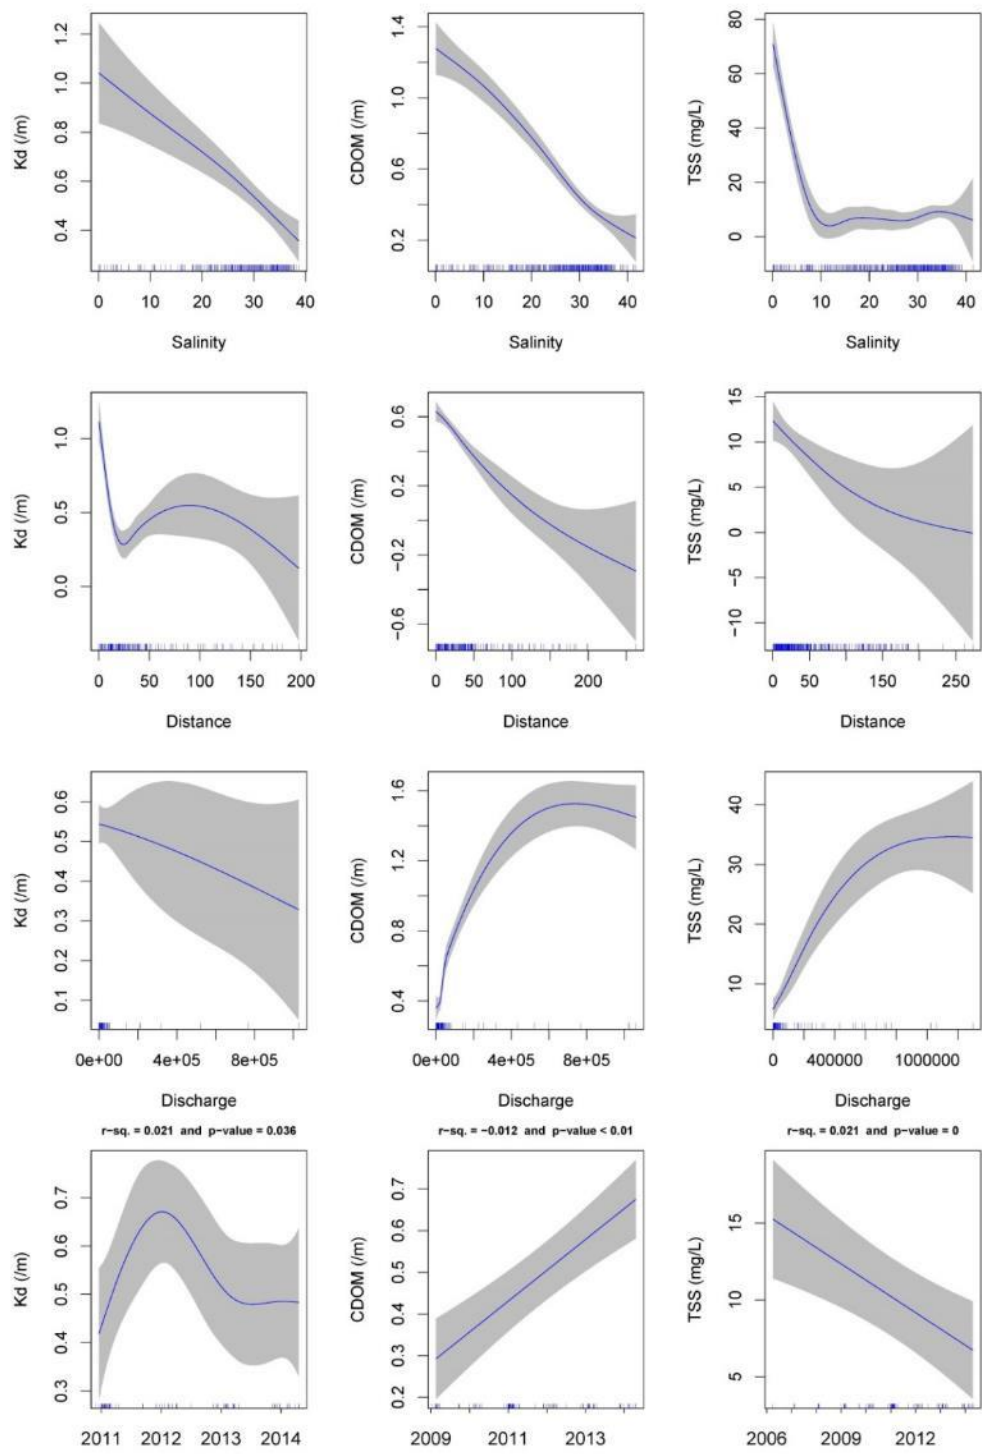 Kd (/m)
0.4 0.6 0.8 1.0 1.2
0 10 20 30 40
Salinity
CDOM (/m)
0.2 0.6 1.0 1.4
0 10 20 30 40
Salinity
TSS (mg/L)
0 20 40 60 80
0 10 20 30 40
Salinity
Kd (/m)
0.0 0.5 1.0
0 50 100 150 200
Distance
CDOM (/m)
−0.6 −0.2 0.2 0.6
0 50 100 200
Distance
TSS (mg/L)
−10 −5 0 5 10 15
0 50 150 250
Distance
Kd (/m)
0.1 0.2 0.3 0.4 0.5 0.6
0e+00 4e+05 8e+05
Discharge
CDOM (/m)
0.4 0.8 1.2 1.6
0e+00 4e+05 8e+05
Discharge
TSS (mg/L)
10 20 30 40
0 400000 1000000
Discharge
r−sq. = 0.021 and p−value = 0.036
Kd (/m)
0.3 0.4 0.5 0.6 0.7
2011 2012 2013 2014
r−sq. = −0.012 and p−value < 0.01
CDOM (/m)
0.2 0.3 0.4 0.5 0.6 0.7
2009 2011 2013
r−sq. = 0.021 and p−value = 0
TSS (mg/L)
5 10 15
2006 2009 2012